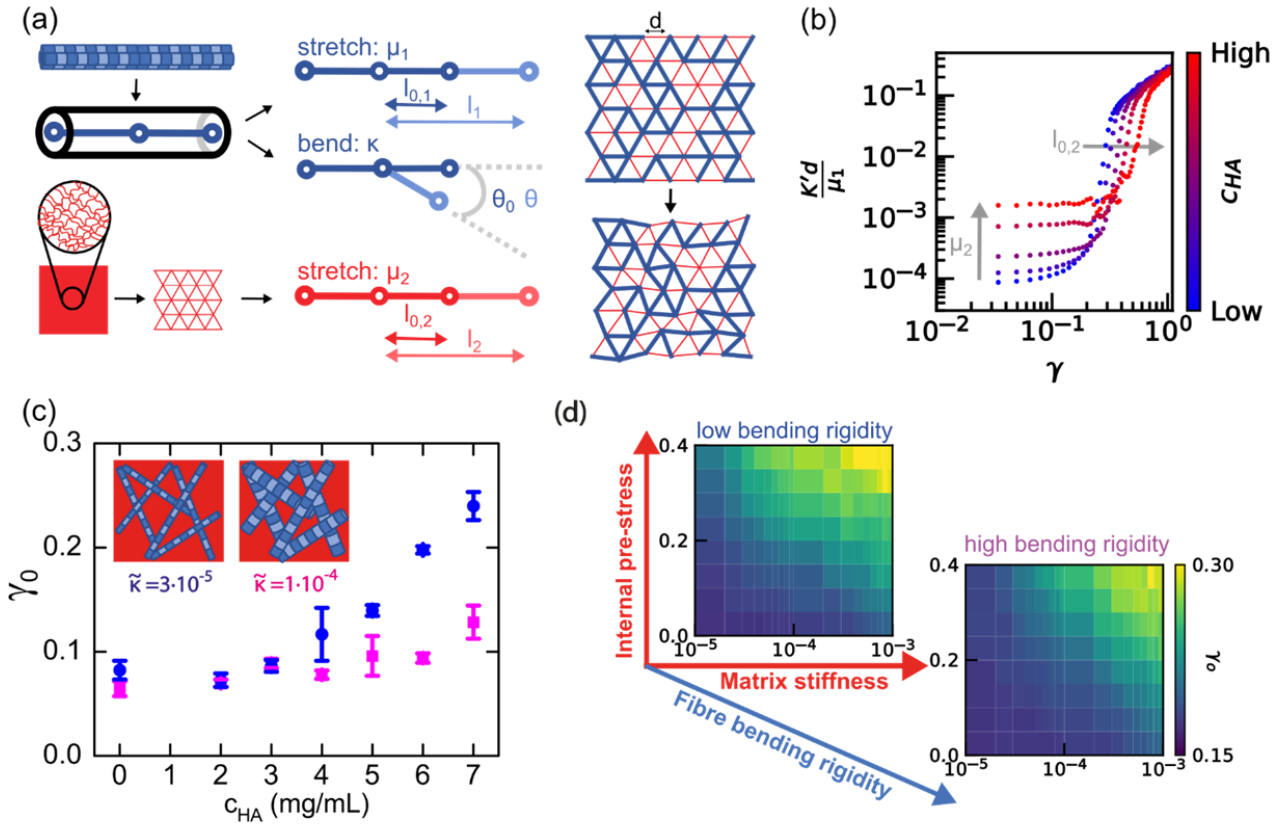 (a)
stretch: μ₁
l₀,₁
l₁
bend: κ
θ₀ θ
stretch: μ₂
l₀,₂
l₂
d
(b)
K'd
μ₁
10⁻¹
10⁻²
10⁻³
10⁻⁴
l₀,₂
μ₂
10⁻² 10⁻¹ 10⁰
γ
High
c_HA
Low
(c)
γ₀
0.3
0.2
0.1
0.0
κ̃ =3·10⁻⁵ κ̃ =1·10⁻⁴
0 1 2 3 4 5 6 7
c_HA (mg/mL)
(d)
low bending rigidity
Internal pre-stress
0.4
0.2
0.0
10⁻⁵ 10⁻⁴ 10⁻³
Matrix stiffness
Fibre bending rigidity
high bending rigidity
0.4
0.2
0.0
10⁻⁵ 10⁻⁴ 10⁻³
0.30
γ₀
0.15